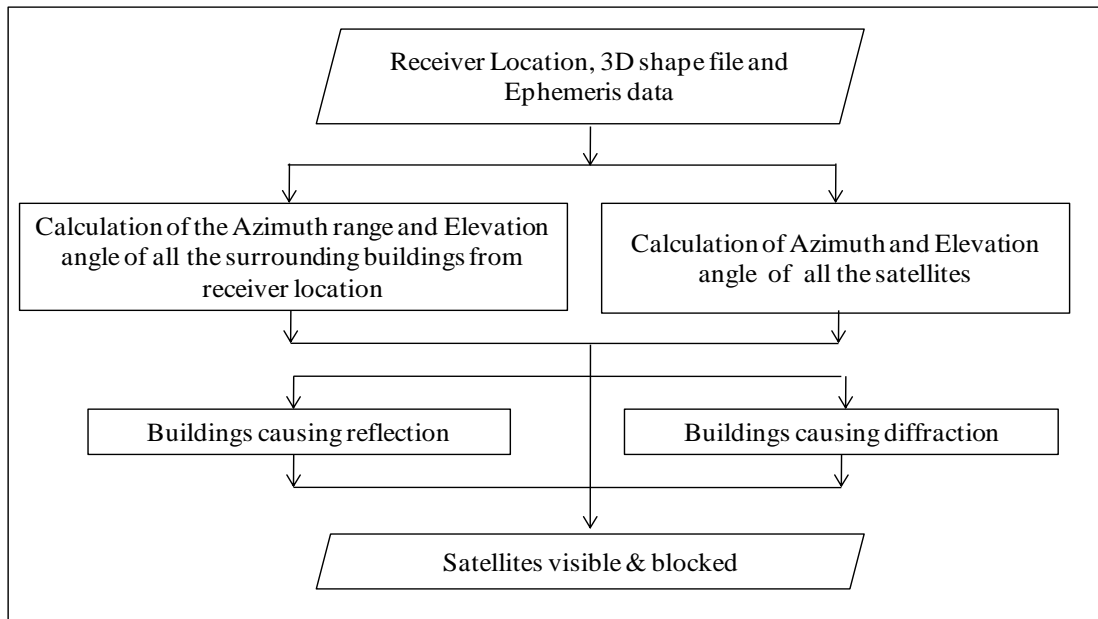 Receiver Location, 3D shape file and
Ephemeris data
Calculation of the Azimuth range and Elevation
angle of all the surrounding buildings from
receiver location
Calculation of Azimuth and Elevation
angle of all the satellites
Buildings causing reflection
Buildings causing diffraction
Satellites visible & blocked